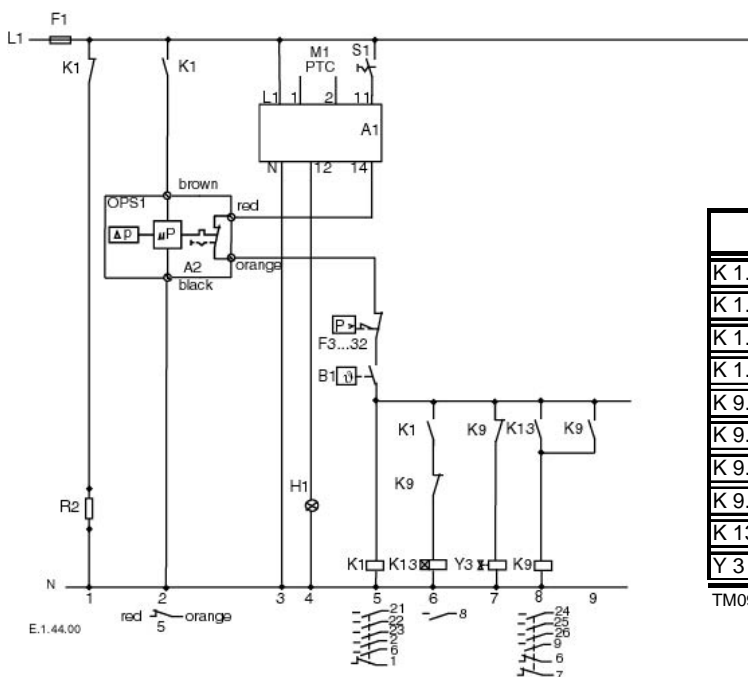 F1
L1
K1
K1
M1
PTC
S1
L1 1 2 11
A1
N 12 14
brown
OPS1
red
Δp
µP
A2
orange
black
P>
F3...32
B1 ϑ
K1
K9
K13
K9
K9
R2
H1
K1
K13
Y3
K9
N
1 2 3 4 5 6 7 8 9
red orange
5
E.1.44.00
21
22
23
2
6
1
8
24
25
26
9
6
7
K 1.
K 1.
K 1.
K 1.
K 9.
K 9.
K 9.
K 9.
K 13
Y 3
TM09